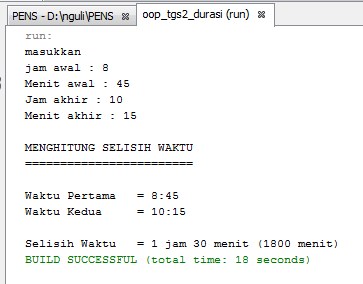 PENS - D:\nguli\PENS oop_tgs2_durasi (run)
run:
masukkan
jam awal : 8
Menit awal : 45
Jam akhir : 10
Menit akhir : 15
MENGHITUNG SELISIH WAKTU
========================
Waktu Pertama = 8:45
Waktu Kedua = 10:15
Selisih Waktu = 1 jam 30 menit (1800 menit)
BUILD SUCCESSFUL (total time: 18 seconds)